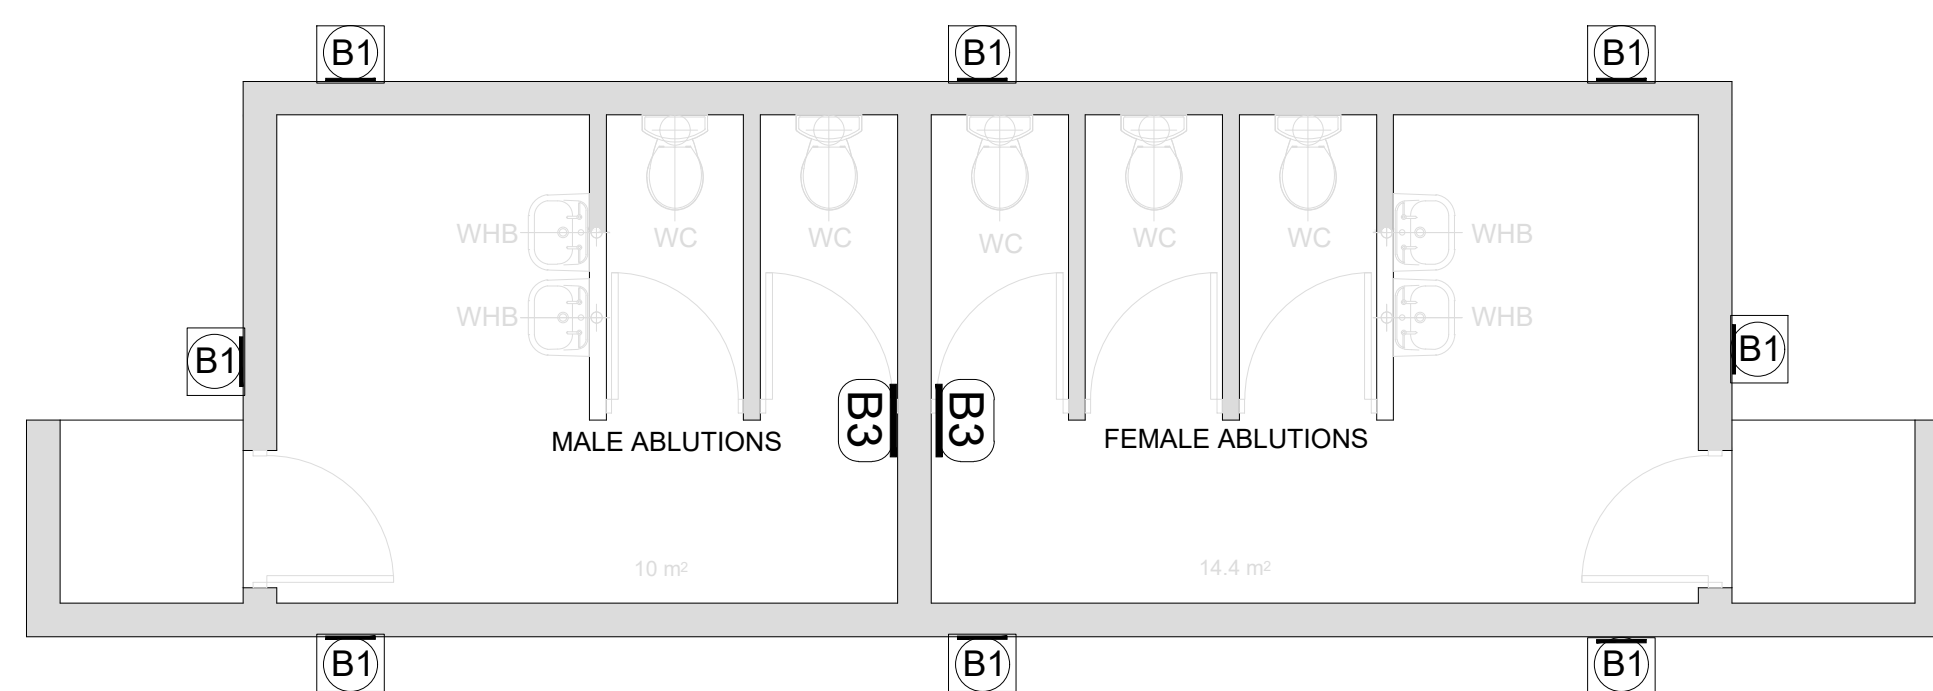 B1 B1 B1
WHB WC WC WC WC WC WHB
WHB WHB
B1 B1
B3 B3
MALE ABLUTIONS FEMALE ABLUTIONS
10 m² 14.4 m²
B1 B1 B1